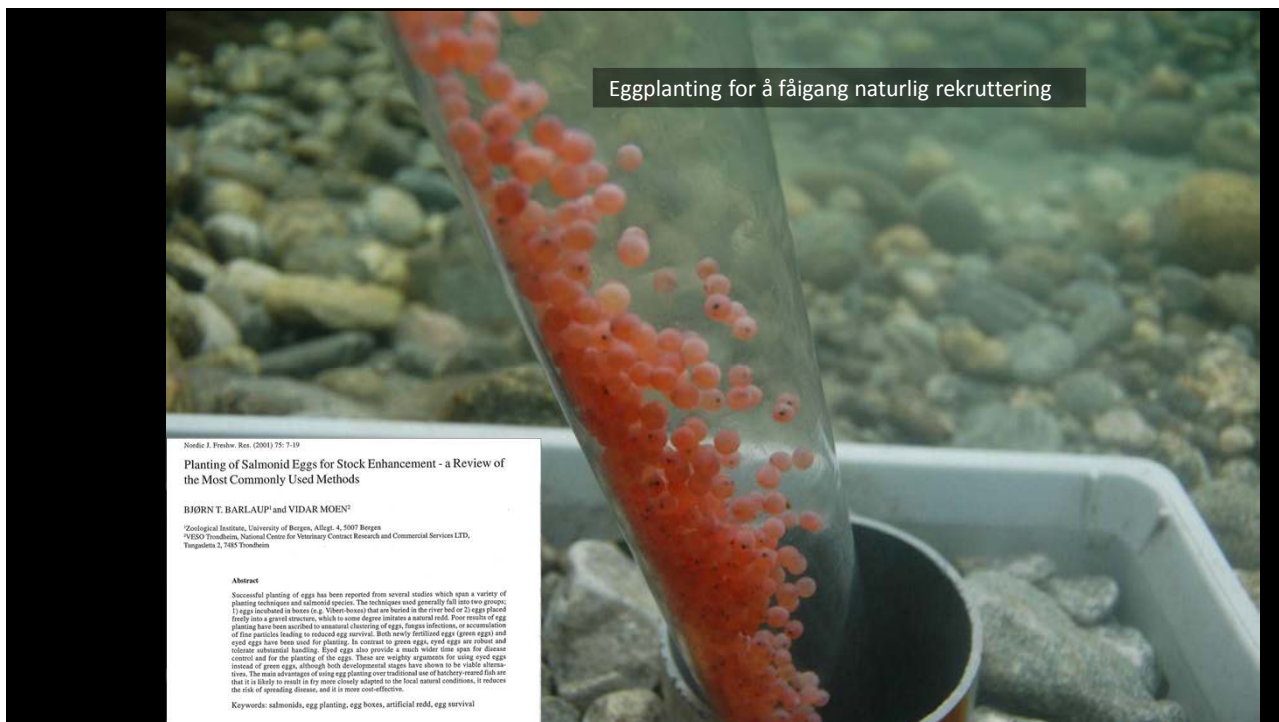 Eggplanting for å fåigang naturlig rekruttering
Nordic J. Freshw. Res. (2001) 75: 7-19
Planting of Salmonid Eggs for Stock Enhancement - a Review of
the Most Commonly Used Methods
BJØRN T. BARLAUP¹ and VIDAR MOEN²
¹Zoological Institute, University of Bergen, Allegt. 4, 5007 Bergen
²VESO Trondheim, National Centre for Veterinary Contract Research and Commercial Services LTD,
Tungasletta 2, 7485 Trondheim
Abstract
Successful planting of eggs has been reported from several studies which span a variety of
planting techniques and salmonid species. The techniques used generally fall into two groups;
1) eggs incubated in boxes (e.g. Vibert-boxes) that are buried in the river bed or 2) eggs placed
freely into a gravel structure, which to some degree imitates a natural redd. Poor results of egg
planting have been ascribed to unnatural clustering of eggs, fungus infections, or accumulation
of fine particles leading to reduced egg survival. Both newly fertilized eggs (green eggs) and
eyed eggs have been used for planting. In contrast to green eggs, eyed eggs are robust and
tolerate substantial handling. Eyed eggs also provide a much wider time span for disease
control and for the planting of the eggs. These are weighty arguments for using eyed eggs
instead of green eggs, although both developmental stages have shown to be viable alterna-
tives. The main advantages of using egg planting over traditional use of hatchery-reared fish are
that it is likely to result in fry more closely adapted to the local natural conditions, it reduces
the risk of spreading disease, and it is more cost-effective.
Keywords: salmonids, egg planting, egg boxes, artificial redd, egg survival